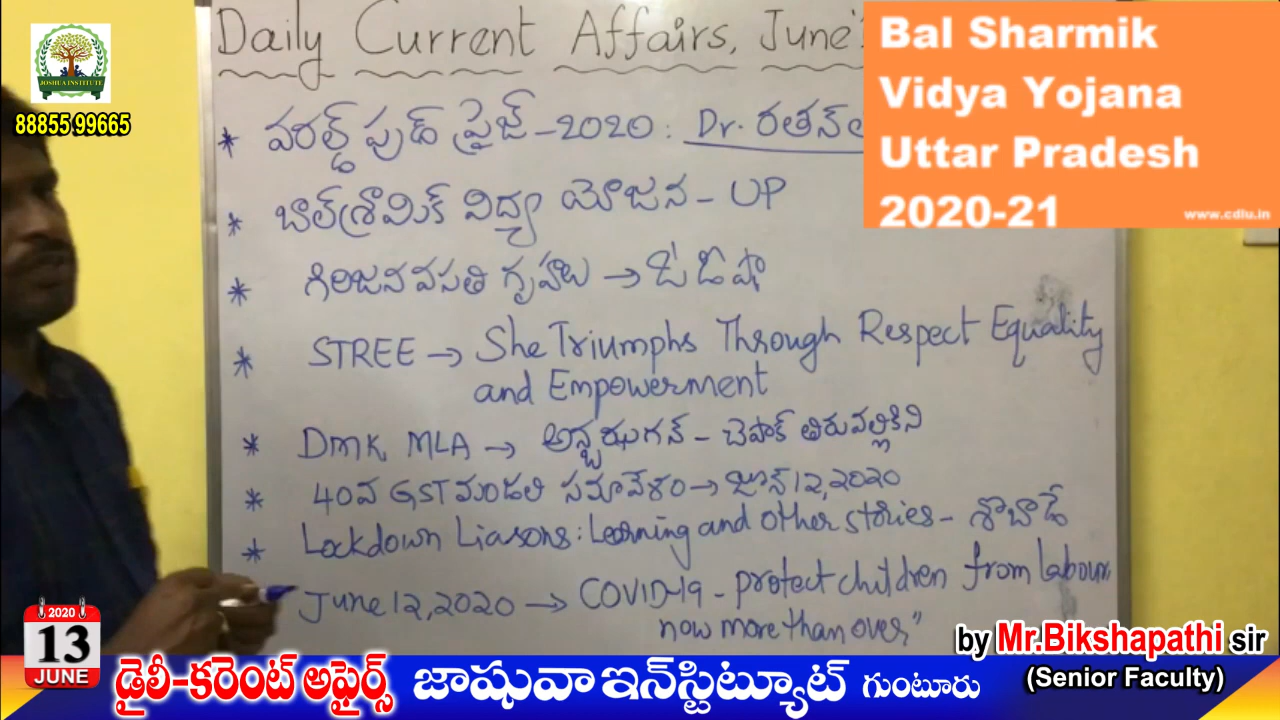 Daily Current Affairs, June'
Bal Sharmik
Vidya Yojana
Uttar Pradesh
2020-21
www.cdlu.in
JOSHUA INSTITUTE
88855 99665
* వరల్డ్ ఫుడ్ ప్రైజ్-2020: Dr. రతన్
* బాల్‌శ్రామిక్ విద్యా యోజన - UP
* గిరిజన వసతి గృహాలు → ఒడిషా
* STREE → She Triumphs Through Respect Equality
and Empowerment
* DMK MLA → అన్బఝగన్ - చెపాక్ తిరువల్లికేని
* 40వ GST మండలి సమావేశం → జూన్ 12, 2020
Lockdown Liasons: Learning and other stories - శోబాడే
* June 12, 2020 → COVID-19 - protect children from labour,
now more than over"
2020
13
JUNE
by Mr.Bikshapathi sir
(Senior Faculty)
డైలీ-కరెంట్ అఫైర్స్ జాషువా ఇన్‌స్టిట్యూట్ గుంటూరు